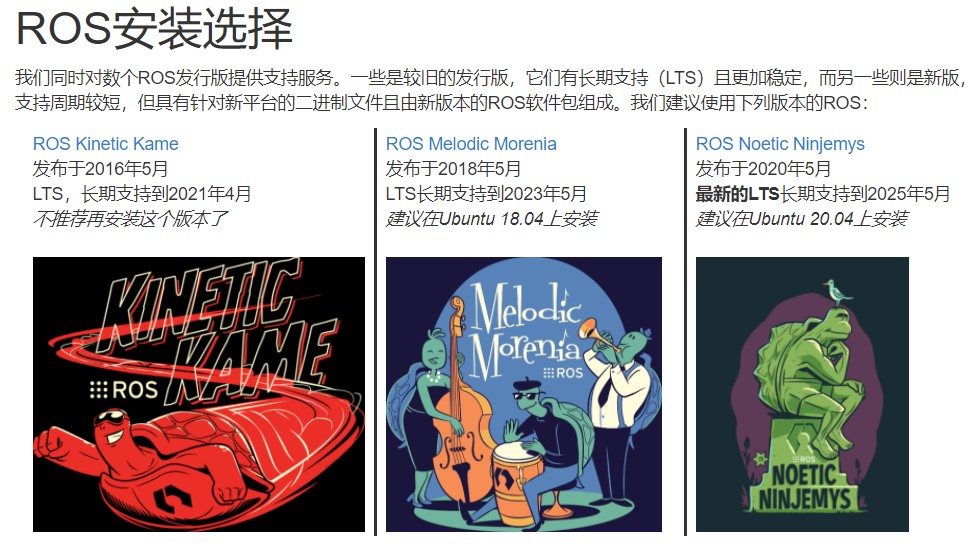 ROS安装选择
我们同时对数个ROS发行版提供支持服务。一些是较旧的发行版，它们有长期支持（LTS）且更加稳定，而另一些则是新版，
支持周期较短，但具有针对新平台的二进制文件且由新版本的ROS软件包组成。我们建议使用下列版本的ROS：
ROS Kinetic Kame
发布于2016年5月
LTS，长期支持到2021年4月
不推荐再安装这个版本了
KINETIC
KAME
ROS
ROS Melodic Morenia
发布于2018年5月
LTS长期支持到2023年5月
建议在Ubuntu 18.04上安装
Melodic
Morenia
ROS
ROS Noetic Ninjemys
发布于2020年5月
最新的LTS长期支持到2025年5月
建议在Ubuntu 20.04上安装
ROS
NOETIC
NINJEMYS